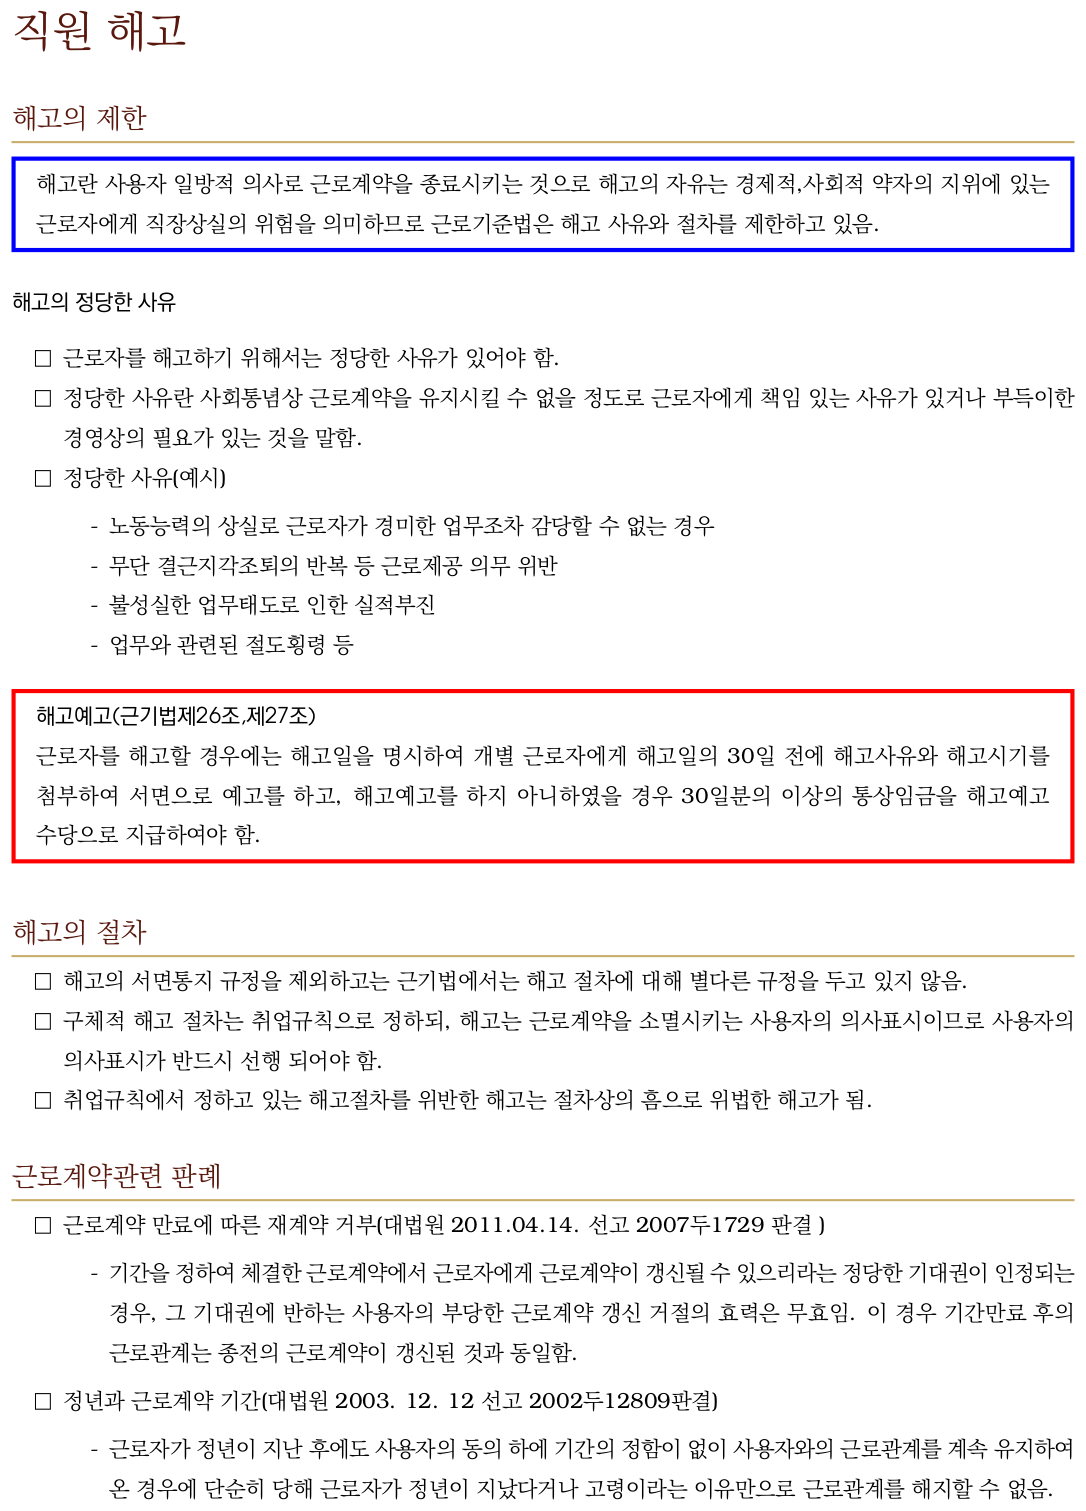 직원 해고
해고의 제한
해고란 사용자 일방적 의사로 근로계약을 종료시키는 것으로 해고의 자유는 경제적,사회적 약자의 지위에 있는
근로자에게 직장상실의 위험을 의미하므로 근로기준법은 해고 사유와 절차를 제한하고 있음.
해고의 정당한 사유
□ 근로자를 해고하기 위해서는 정당한 사유가 있어야 함.
□ 정당한 사유란 사회통념상 근로계약을 유지시킬 수 없을 정도로 근로자에게 책임 있는 사유가 있거나 부득이한
경영상의 필요가 있는 것을 말함.
□ 정당한 사유(예시)
- 노동능력의 상실로 근로자가 경미한 업무조차 감당할 수 없는 경우
- 무단 결근지각조퇴의 반복 등 근로제공 의무 위반
- 불성실한 업무태도로 인한 실적부진
- 업무와 관련된 절도횡령 등
해고예고(근기법제26조,제27조)
근로자를 해고할 경우에는 해고일을 명시하여 개별 근로자에게 해고일의 30일 전에 해고사유와 해고시기를
첨부하여 서면으로 예고를 하고, 해고예고를 하지 아니하였을 경우 30일분의 이상의 통상임금을 해고예고
수당으로 지급하여야 함.
해고의 절차
□ 해고의 서면통지 규정을 제외하고는 근기법에서는 해고 절차에 대해 별다른 규정을 두고 있지 않음.
□ 구체적 해고 절차는 취업규칙으로 정하되, 해고는 근로계약을 소멸시키는 사용자의 의사표시이므로 사용자의
의사표시가 반드시 선행 되어야 함.
□ 취업규칙에서 정하고 있는 해고절차를 위반한 해고는 절차상의 흠으로 위법한 해고가 됨.
근로계약관련 판례
□ 근로계약 만료에 따른 재계약 거부(대법원 2011.04.14. 선고 2007두1729 판결 )
- 기간을 정하여 체결한 근로계약에서 근로자에게 근로계약이 갱신될 수 있으리라는 정당한 기대권이 인정되는
경우, 그 기대권에 반하는 사용자의 부당한 근로계약 갱신 거절의 효력은 무효임. 이 경우 기간만료 후의
근로관계는 종전의 근로계약이 갱신된 것과 동일함.
□ 정년과 근로계약 기간(대법원 2003. 12. 12 선고 2002두12809판결)
- 근로자가 정년이 지난 후에도 사용자의 동의 하에 기간의 정함이 없이 사용자와의 근로관계를 계속 유지하여
온 경우에 단순히 당해 근로자가 정년이 지났다거나 고령이라는 이유만으로 근로관계를 해지할 수 없음.